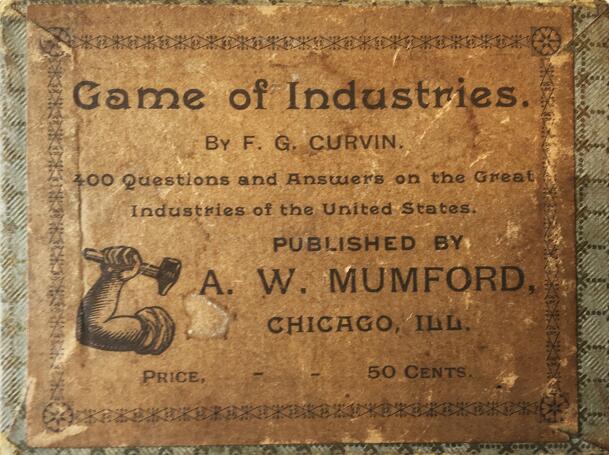 Game of Industries.
By F. G. CURVIN.
400 Questions and Answers on the Great
Industries of the United States.
PUBLISHED BY
A. W. MUMFORD,
CHICAGO, ILL.
PRICE, - - 50 CENTS.